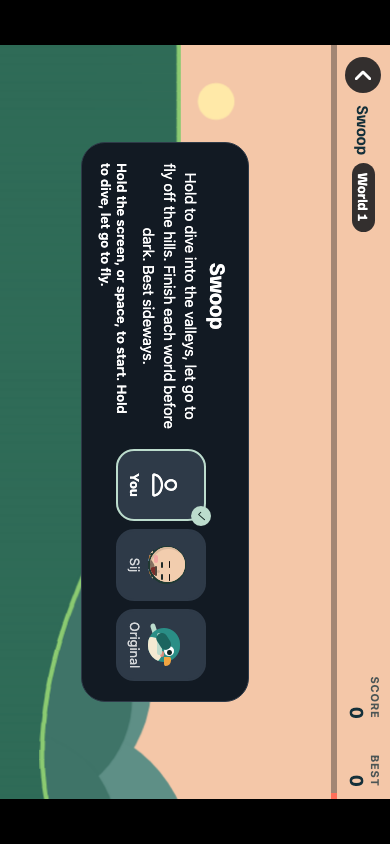 Swoop
World 1
SCORE
0
BEST
0
Swoop
Hold to dive into the valleys, let go to
fly off the hills. Finish each world before
dark. Best sideways.
Hold the screen, or space, to start. Hold
to dive, let go to fly.
You
Sij
Original